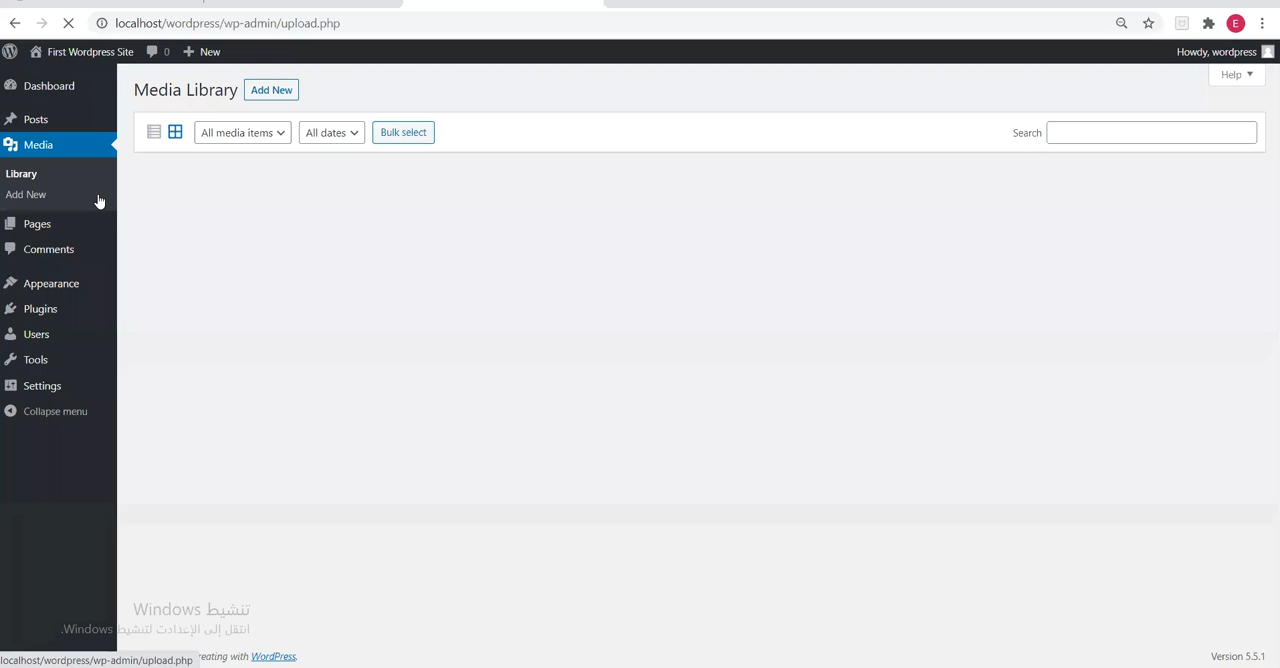 localhost/wordpress/wp-admin/upload.php
E
First Wordpress Site
0
New
Howdy, wordpress
Dashboard
Posts
Media
Library
Add New
Pages
Comments
Appearance
Plugins
Users
Tools
Settings
Collapse menu
Media Library
Add New
Help
All media items
All dates
Bulk select
Search
تنشيط Windows
انتقل إلى الإعدادت لتنشيط Windows.
reating with WordPress.
Version 5.5.1
localhost/wordpress/wp-admin/upload.php